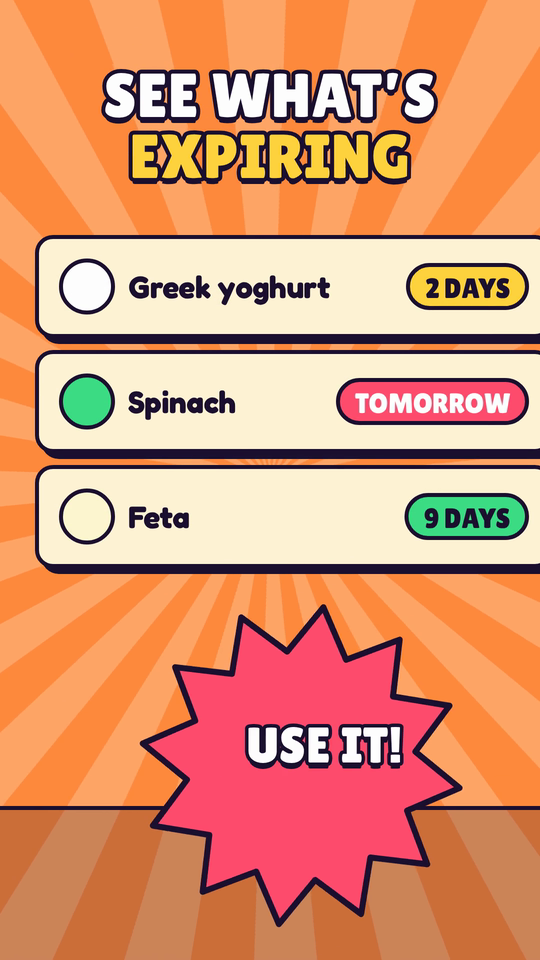 SEE WHAT'S
EXPIRING
Greek yoghurt 2 DAYS
Spinach TOMORROW
Feta 9 DAYS
USE IT!